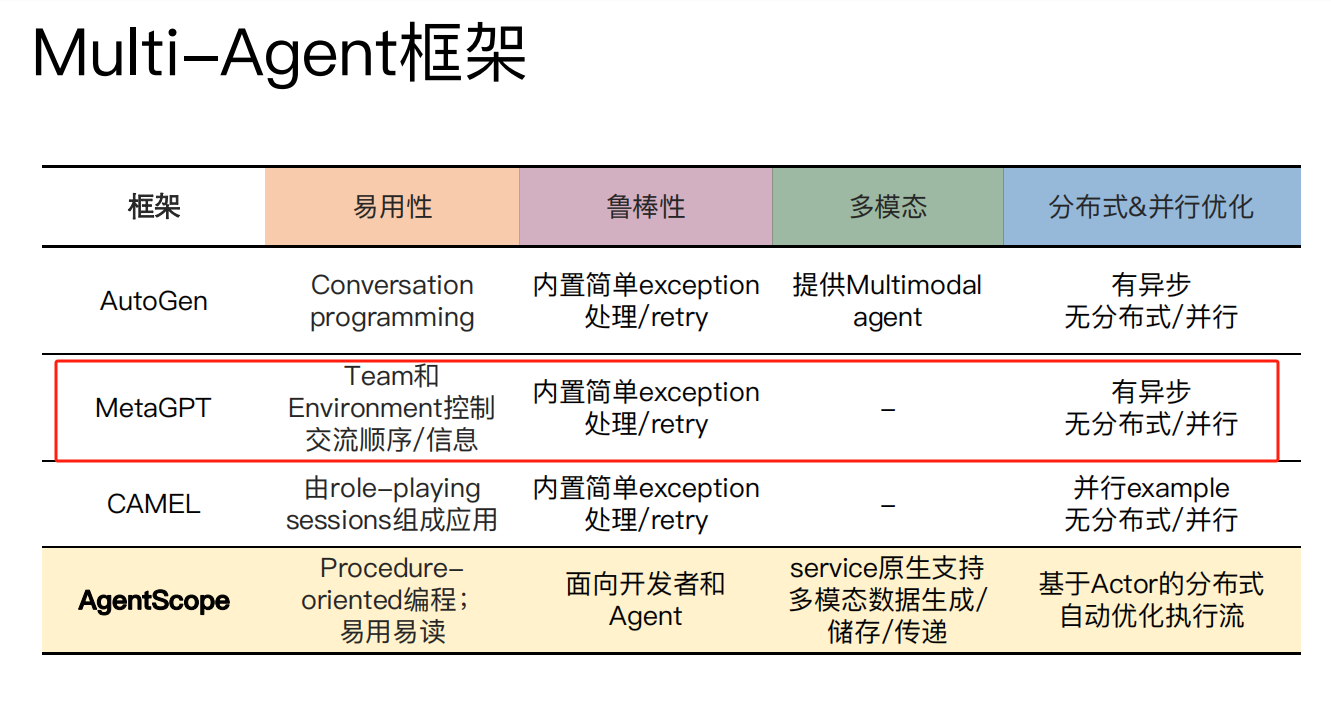 Multi-Agent框架
框架
易用性
鲁棒性
多模态
分布式&并行优化
AutoGen
Conversation
programming
内置简单exception
处理/retry
提供Multimodal
agent
有异步
无分布式/并行
MetaGPT
Team和
Environment控制
交流顺序/信息
内置简单exception
处理/retry
–
有异步
无分布式/并行
CAMEL
由role-playing
sessions组成应用
内置简单exception
处理/retry
–
并行example
无分布式/并行
AgentScope
Procedure-
oriented编程；
易用易读
面向开发者和
Agent
service原生支持
多模态数据生成/
储存/传递
基于Actor的分布式
自动优化执行流